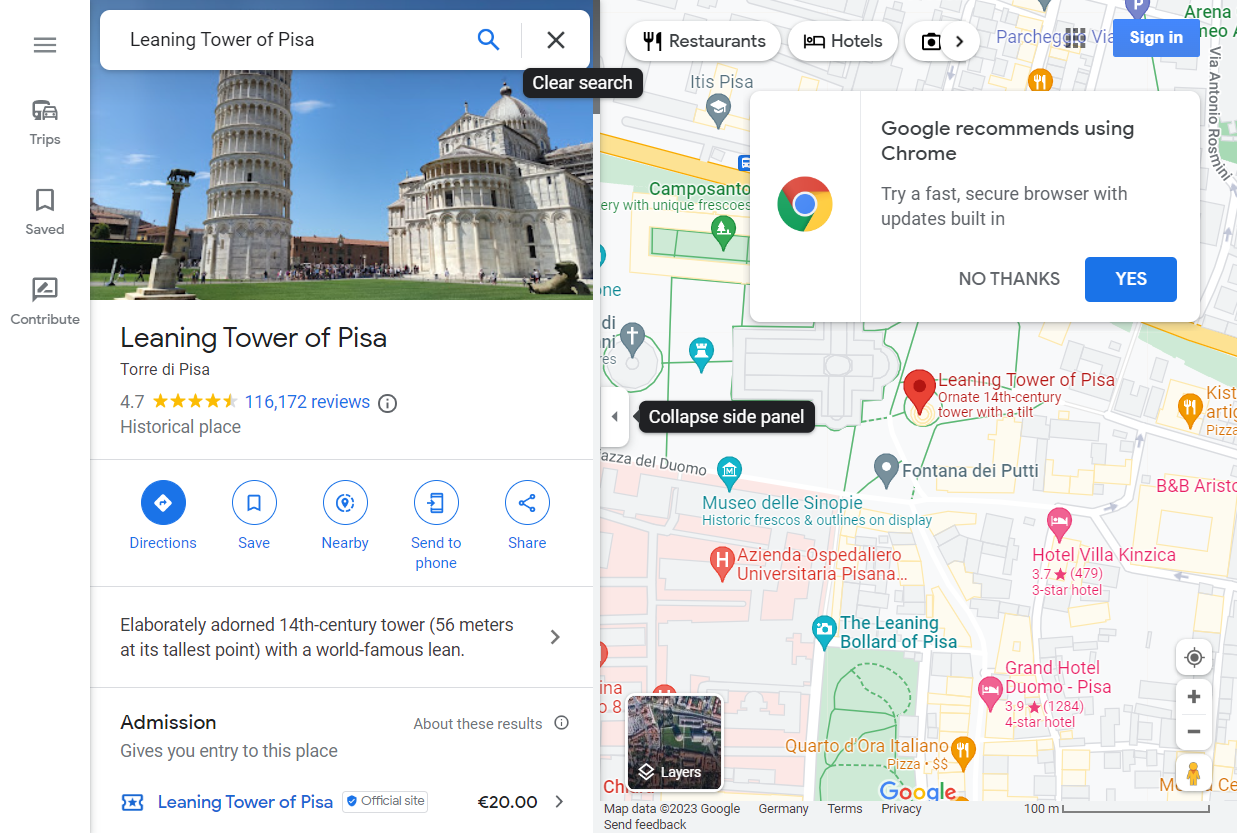 Leaning Tower of Pisa
Clear search
Trips
Saved
Contribute
Leaning Tower of Pisa
Torre di Pisa
4.7
116,172 reviews
Historical place
Directions
Save
Nearby
Send to
phone
Share
Elaborately adorned 14th-century tower (56 meters
at its tallest point) with a world-famous lean.
Admission
About these results
Gives you entry to this place
Leaning Tower of Pisa
Official site
€20.00
Restaurants
Hotels
Parcheggio Via
Sign in
Arena
Via Antonio Rosmini
Itis Pisa
Google recommends using
Chrome
Try a fast, secure browser with
updates built in
NO THANKS
YES
Camposanto
ery with unique frescoes
one
di
ni
res
Leaning Tower of Pisa
Ornate 14th-century
tower with a tilt
Collapse side panel
Kist
artig
Pizza
azza del Duomo
Fontana dei Putti
Museo delle Sinopie
Historic frescos & outlines on display
B&B Aristo
Azienda Ospedaliero
Universitaria Pisana...
Hotel Villa Kinzica
3.7 ★ (479)
3-star hotel
The Leaning
Bollard of Pisa
Grand Hotel
Duomo - Pisa
3.9 ★ (1284)
4-star hotel
ina
o 8
Layers
Quarto d'Ora Italiano
Pizza • $$
Google
Map data ©2023 Google
Germany
Terms
Privacy
100 m
Send feedback